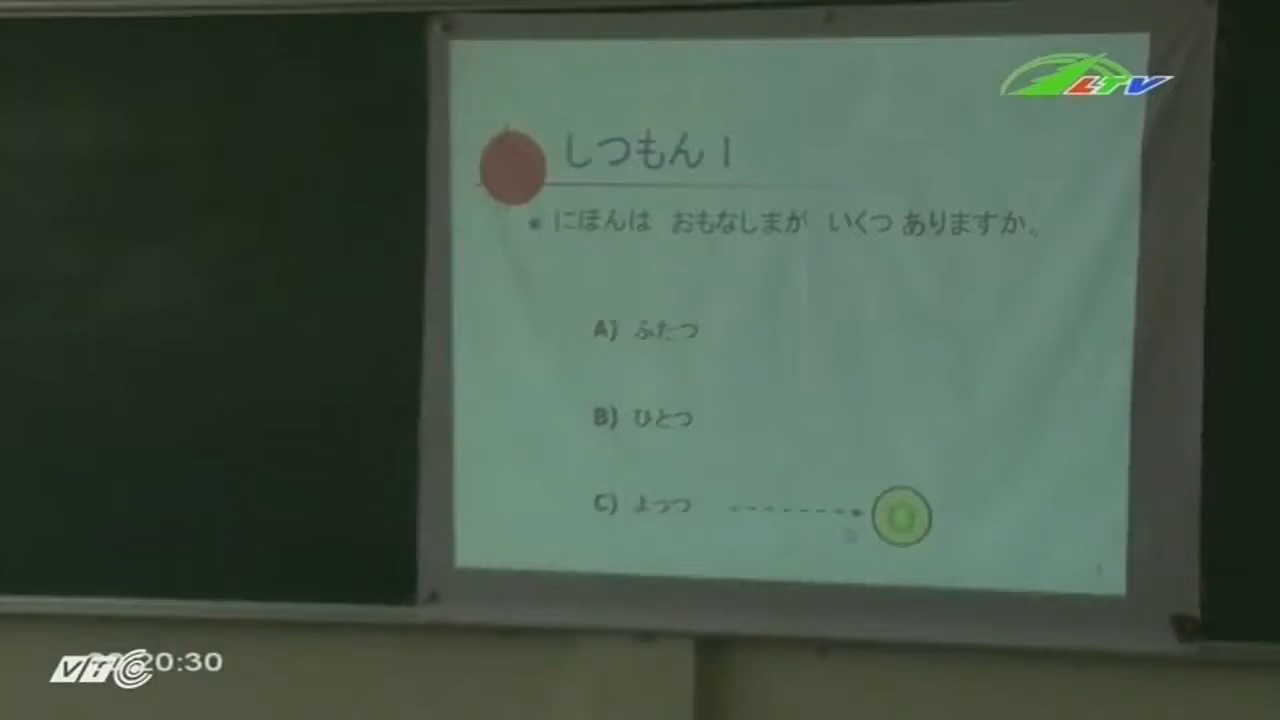 LTV
しつもん 1
• にほんは おもなしまが いくつ ありますか。
A) ふたつ
B) ひとつ
C) よっつ
1
VTC
20:30